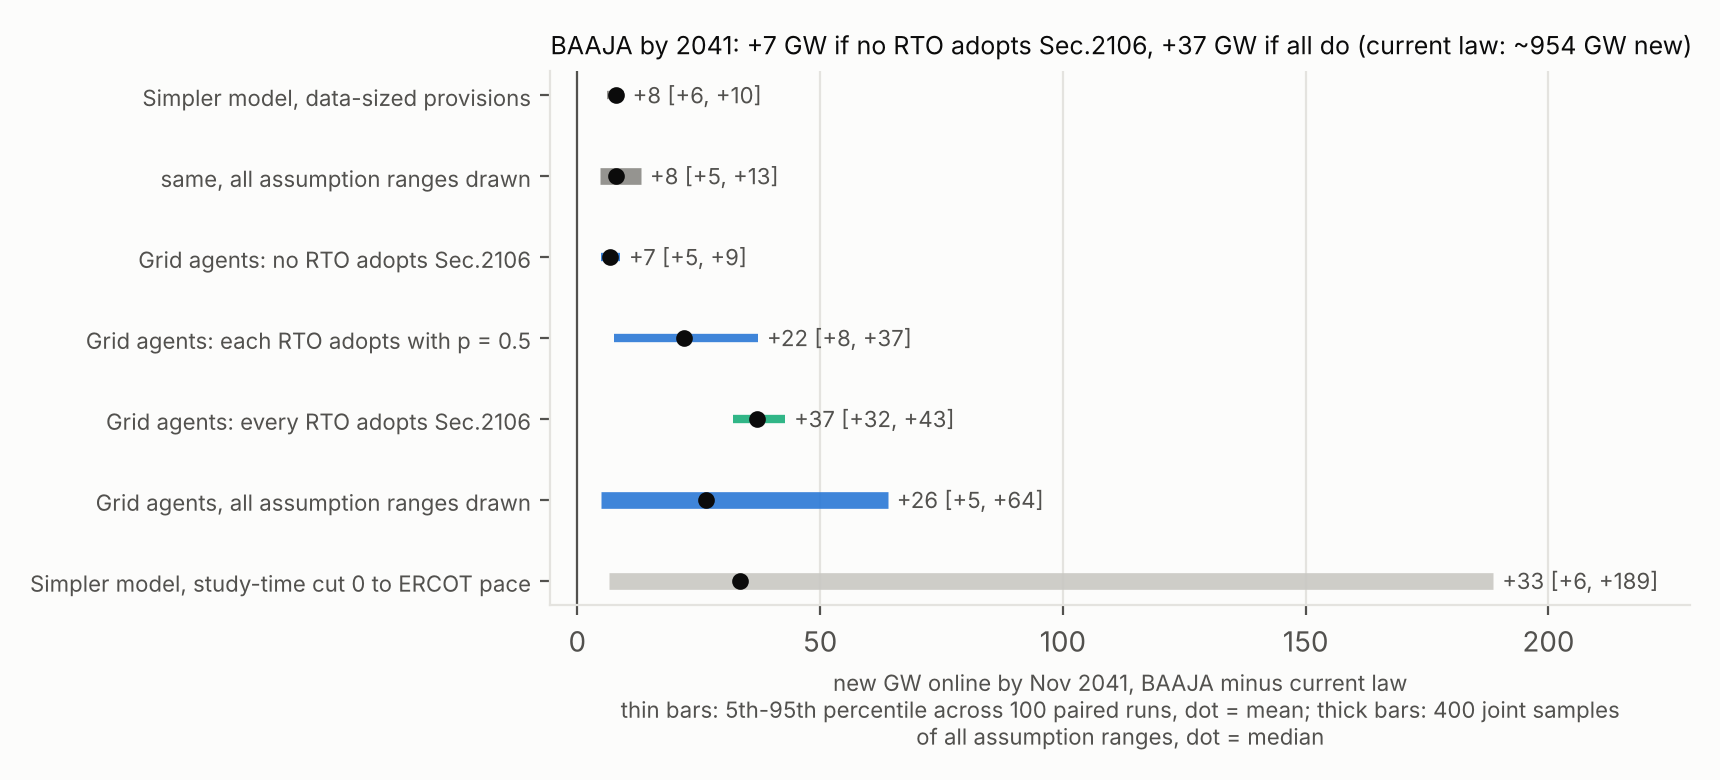 BAAJA by 2041: +7 GW if no RTO adopts Sec.2106, +37 GW if all do (current law: ~954 GW new)
Simpler model, data-sized provisions
+8 [+6, +10]
same, all assumption ranges drawn
+8 [+5, +13]
Grid agents: no RTO adopts Sec.2106
+7 [+5, +9]
Grid agents: each RTO adopts with p = 0.5
+22 [+8, +37]
Grid agents: every RTO adopts Sec.2106
+37 [+32, +43]
Grid agents, all assumption ranges drawn
+26 [+5, +64]
Simpler model, study-time cut 0 to ERCOT pace
+33 [+6, +189]
0 50 100 150 200
new GW online by Nov 2041, BAAJA minus current law
thin bars: 5th-95th percentile across 100 paired runs, dot = mean; thick bars: 400 joint samples
of all assumption ranges, dot = median